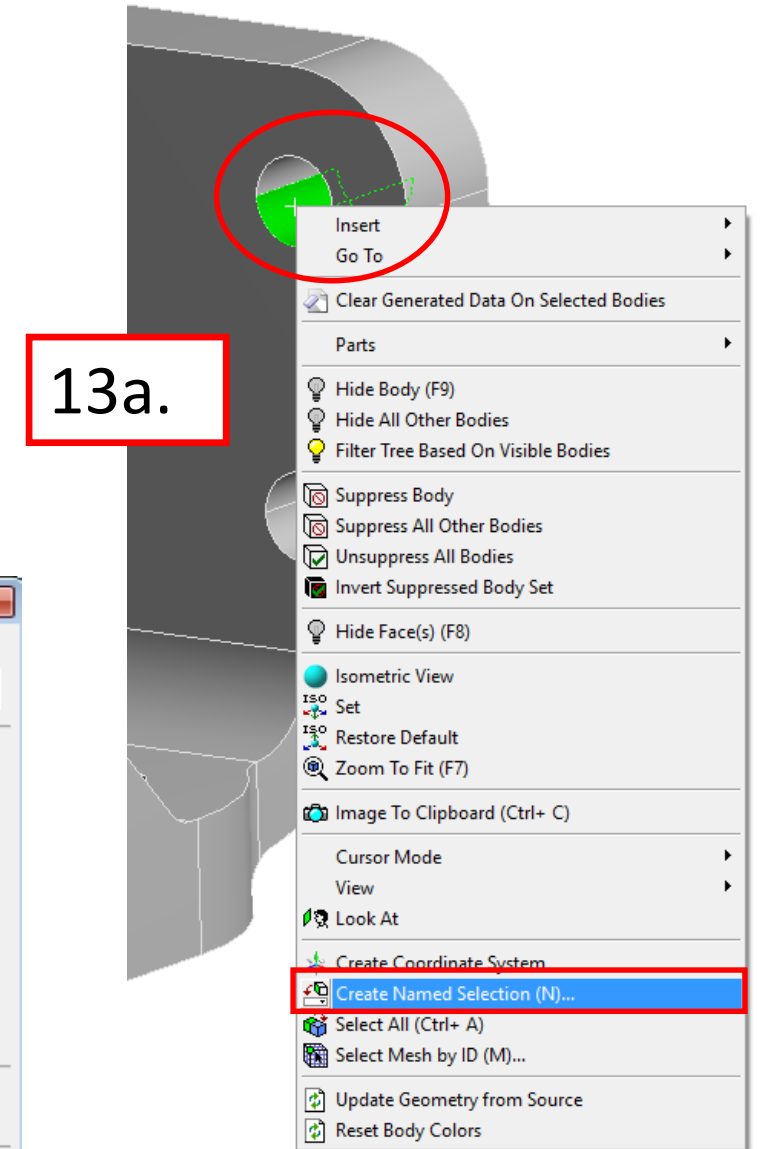 Insert
Go To
Clear Generated Data On Selected Bodies
Parts
13a.
Hide Body (F9)
Hide All Other Bodies
Filter Tree Based On Visible Bodies
Suppress Body
Suppress All Other Bodies
Unsuppress All Bodies
Invert Suppressed Body Set
Hide Face(s) (F8)
Isometric View
ISO Set
ISO Restore Default
Zoom To Fit (F7)
Image To Clipboard (Ctrl+ C)
Cursor Mode
View
Look At
Create Coordinate System
Create Named Selection (N)...
Select All (Ctrl+ A)
Select Mesh by ID (M)...
Update Geometry from Source
Reset Body Colors